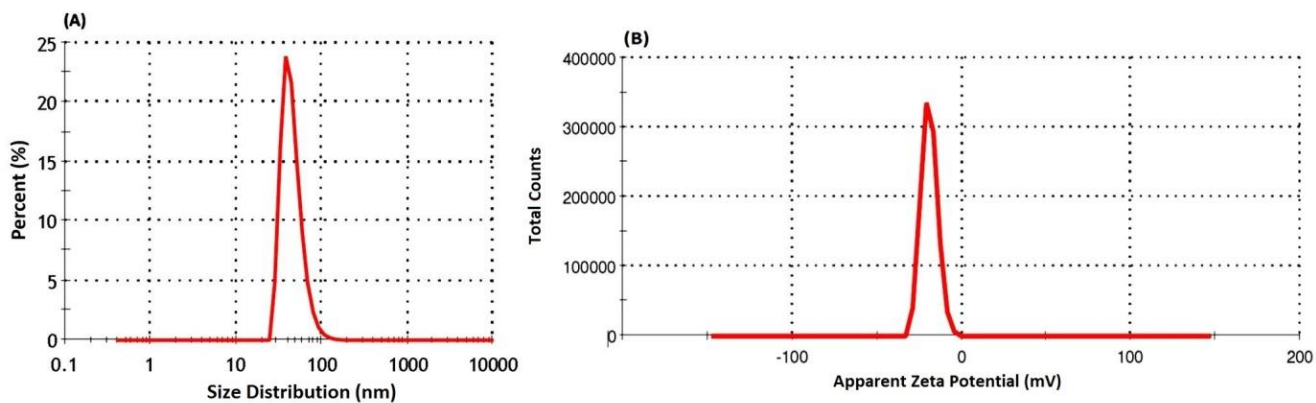 (A)
25
20
15
10
5
0
Percent (%)
0.1 1 10 100 1000 10000
Size Distribution (nm)
(B)
400000
300000
200000
100000
0
Total Counts
-100 0 100 200
Apparent Zeta Potential (mV)